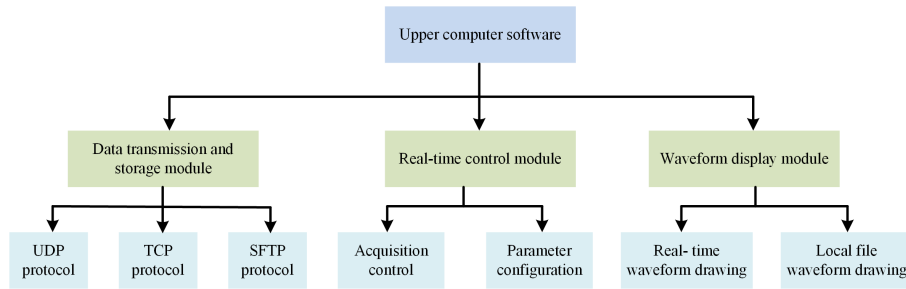 Upper computer software
Data transmission and
storage module
Real-time control module
Waveform display module
UDP
protocol
TCP
protocol
SFTP
protocol
Acquisition
control
Parameter
configuration
Real- time
waveform drawing
Local file
waveform drawing